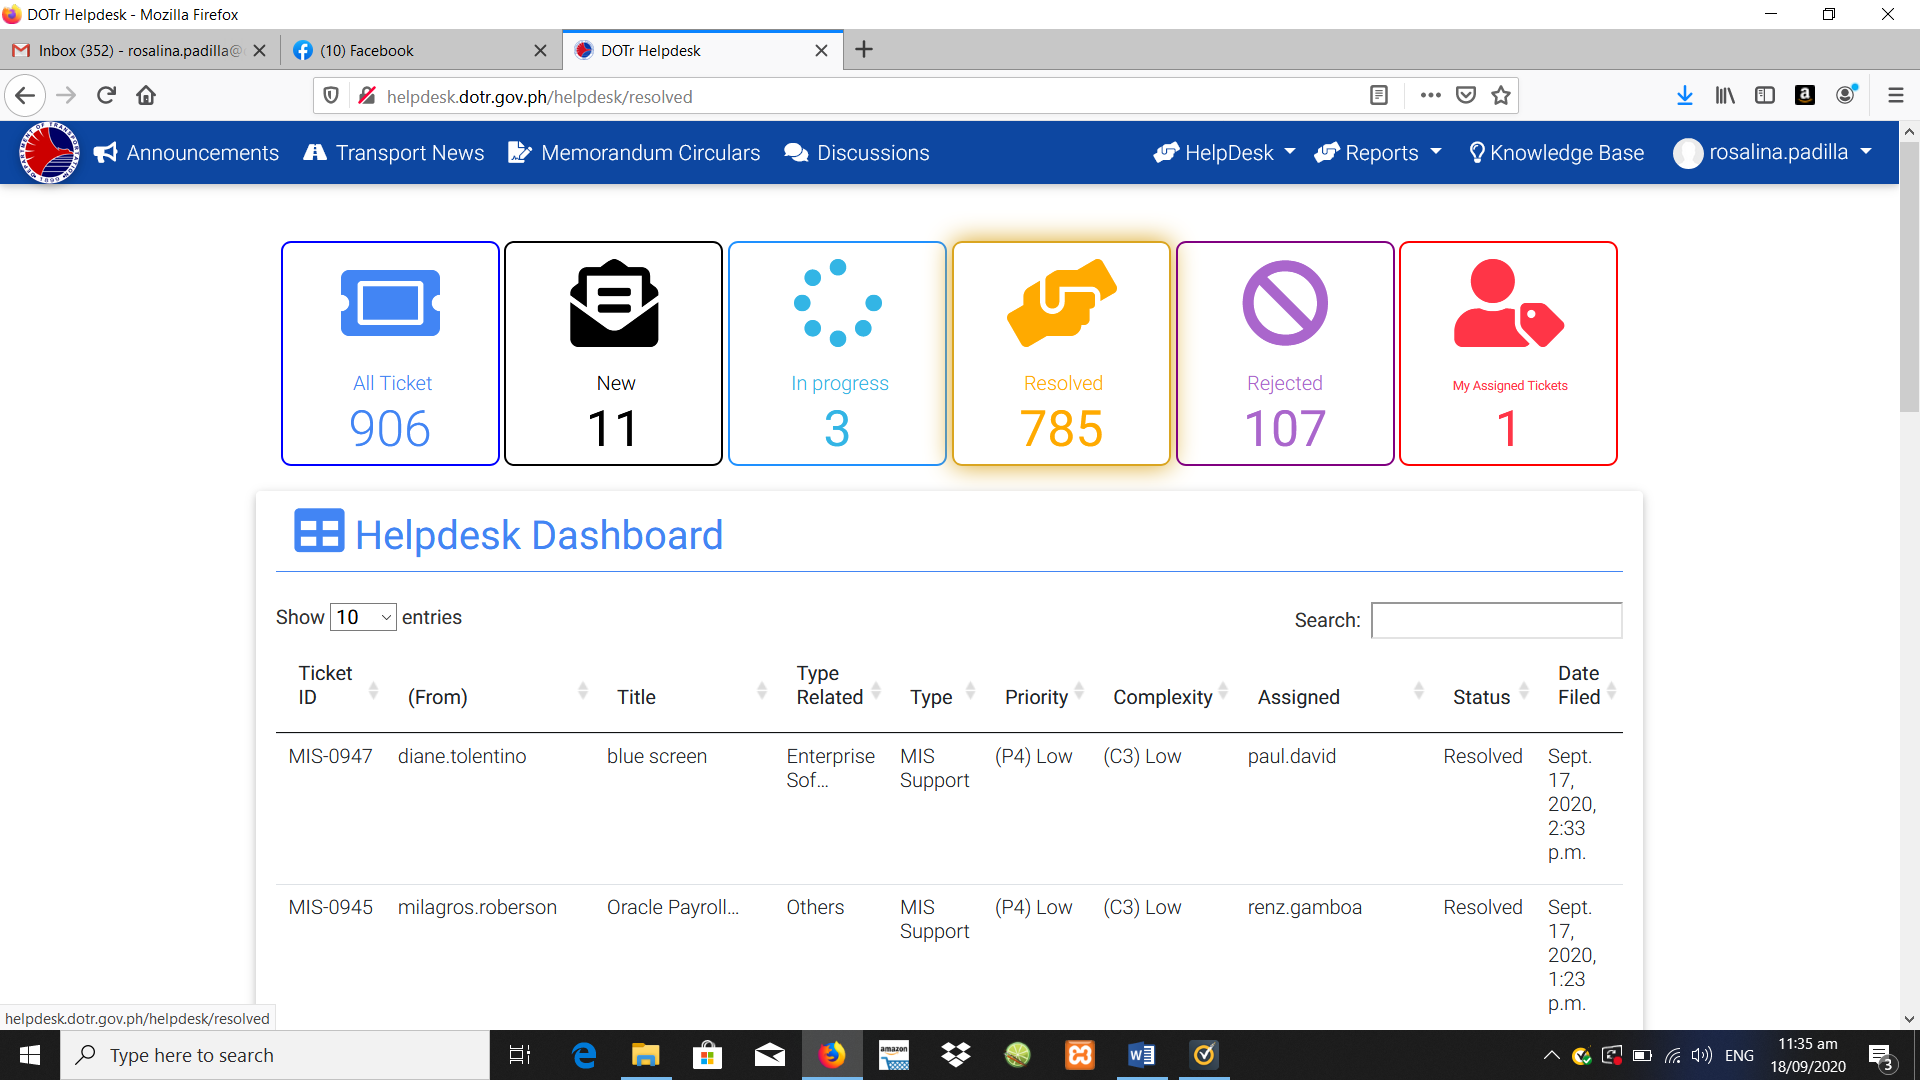 DOTr Helpdesk - Mozilla Firefox
Inbox (352) - rosalina.padilla@
(10) Facebook
DOTr Helpdesk
helpdesk.dotr.gov.ph/helpdesk/resolved
Announcements
Transport News
Memorandum Circulars
Discussions
HelpDesk
Reports
Knowledge Base
rosalina.padilla
All Ticket
906
New
11
In progress
3
Resolved
785
Rejected
107
My Assigned Tickets
1
Helpdesk Dashboard
Show 10 entries
Search:
Ticket ID (From) Title Type Related Type Priority Complexity Assigned Status Date Filed
MIS-0947 diane.tolentino blue screen Enterprise Sof... MIS Support (P4) Low (C3) Low paul.david Resolved Sept. 17, 2020, 2:33 p.m.
MIS-0945 milagros.roberson Oracle Payroll... Others MIS Support (P4) Low (C3) Low renz.gamboa Resolved Sept. 17, 2020, 1:23 p.m.
helpdesk.dotr.gov.ph/helpdesk/resolved
Type here to search
amazon
ENG
11:35 am
18/09/2020
3